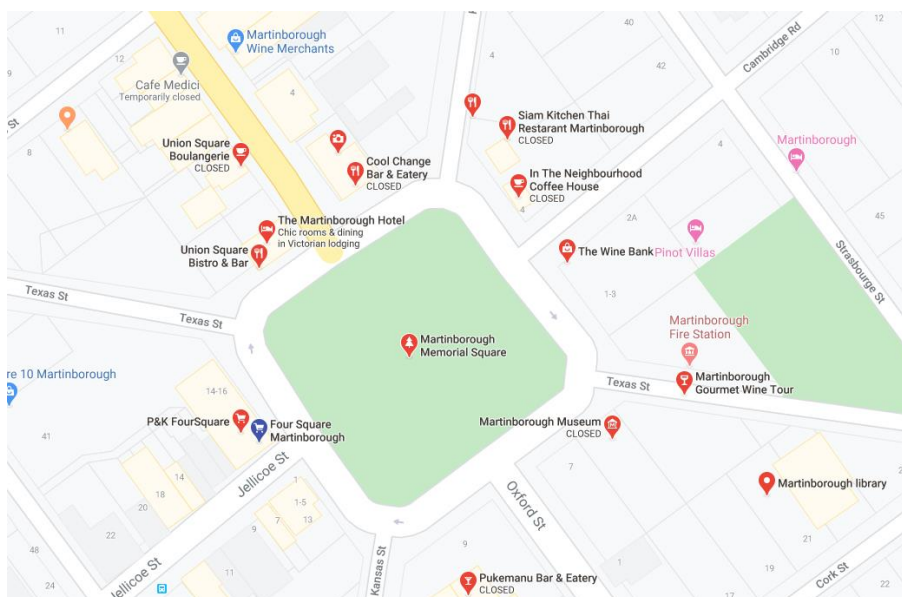 11
40
10
Cambridge Rd
Martinborough
Wine Merchants
9
12
4
4
42
Cafe Medici
Temporarily closed
4
Siam Kitchen Thai
Restarant Martinborough
CLOSED
St
8
Union Square
Boulangerie
CLOSED
Cool Change
Bar & Eatery
CLOSED
In The Neighbourhood
Coffee House
CLOSED
4
4
Martinborough
45
The Martinborough Hotel
Chic rooms & dining
in Victorian lodging
2A
Union Square
Bistro & Bar
The Wine Bank
Pinot Villas
Strasbourge St
1-3
Texas St
Texas St
Martinborough
Memorial Square
Martinborough
Fire Station
re 10 Martinborough
14-16
Texas St
Martinborough
Gourmet Wine Tour
P&K FourSquare
Four Square
Martinborough
Martinborough Museum
CLOSED
41
Jellicoe St
14
18
20
22
1
1-5
7
13
9
7
Oxford St
Martinborough library
48
24
Jellicoe St
11
Kansas St
9
1
Pukemanu Bar & Eatery
CLOSED
Cork St
22